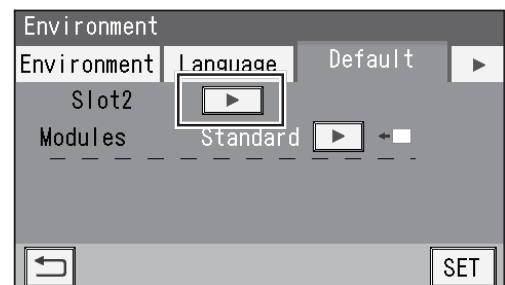 Environment
Environment Language Default
Slot2
Modules Standard
SET